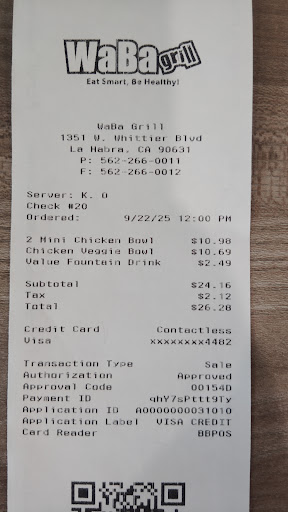 WaBa grill
Eat Smart, Be Healthy!
WaBa Grill
1351 W. Whittier Blvd
La Habra, CA 90631
P: 562-266-0011
F: 562-266-0012
Server: K. O
Check #20
Ordered: 9/22/25 12:00 PM
2 Mini Chicken Bowl $10.98
Chicken Veggie Bowl $10.69
Value Fountain Drink $2.49
Subtotal $24.16
Tax $2.12
Total $26.28
Credit Card Contactless
Visa xxxxxxxx4482
Transaction Type Sale
Authorization Approved
Approval Code 00154D
Payment ID qhY7sPttt9Ty
Application ID A0000000031010
Application Label VISA CREDIT
Card Reader BBPOS